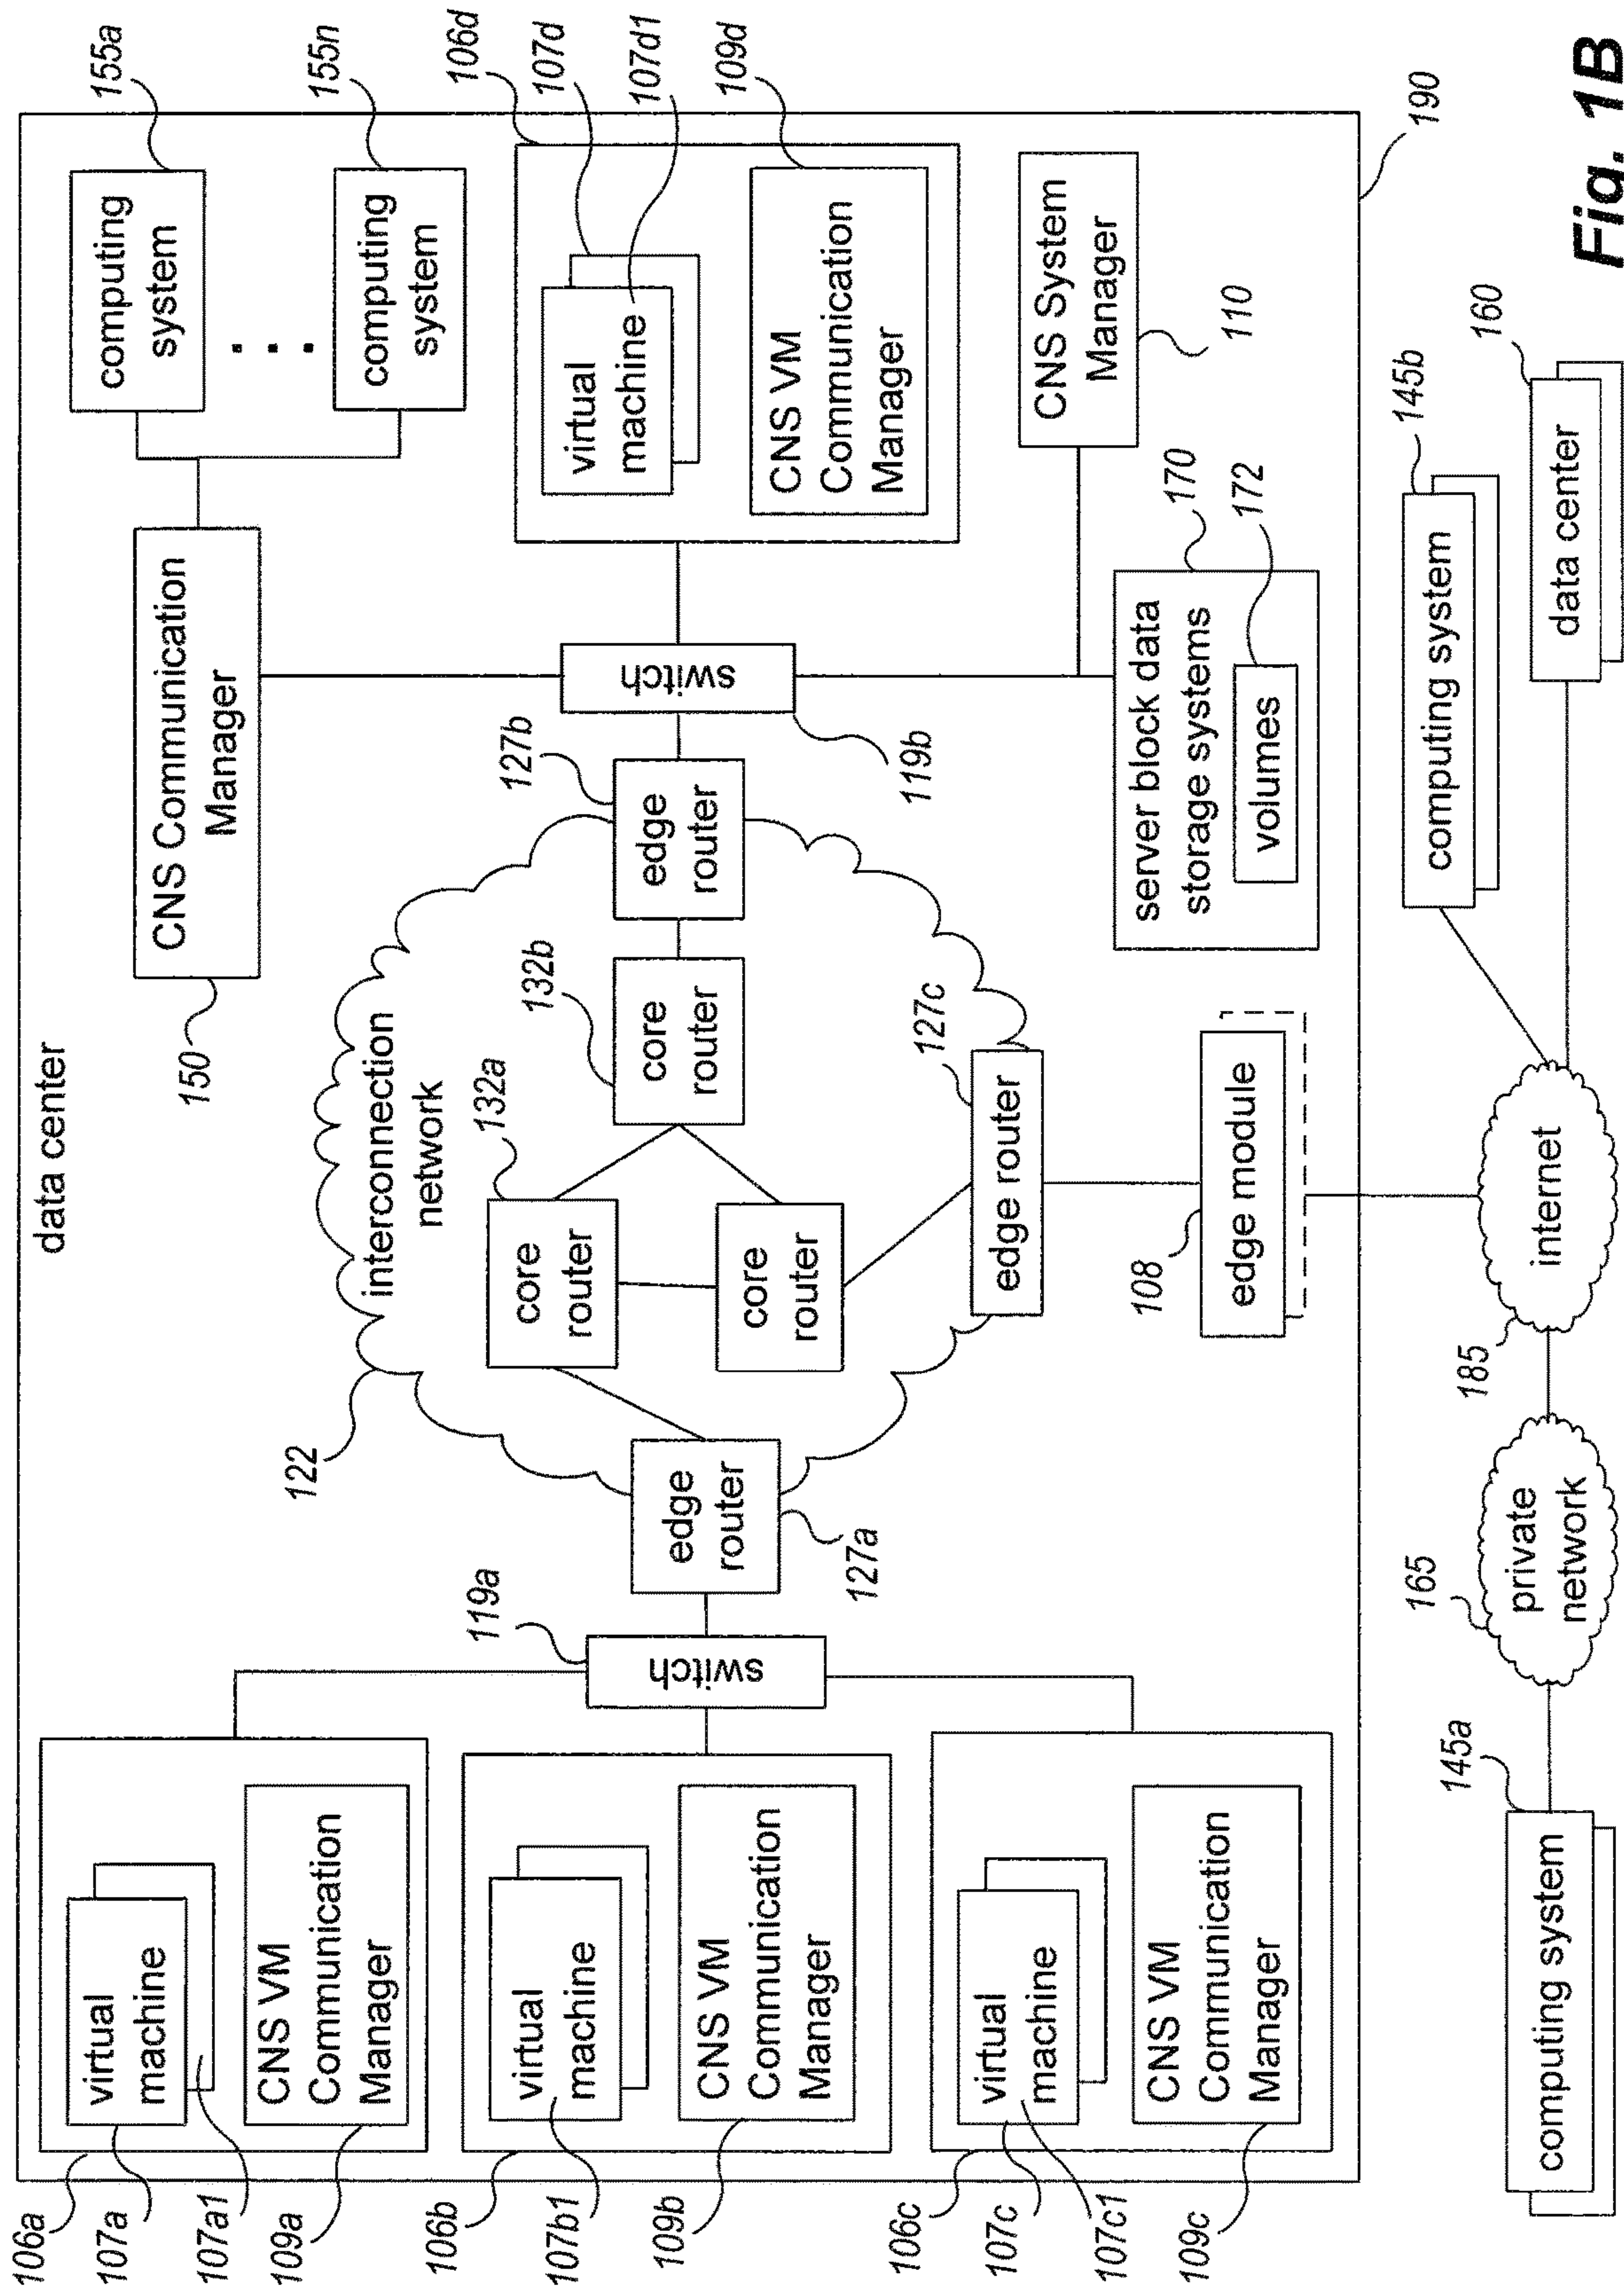 data center
106a
107a
107a1
109a
virtual
machine
CNS VM
Communication
Manager
106b
107b1
109b
virtual
machine
CNS VM
Communication
Manager
106c
107c
107c1
109c
virtual
machine
CNS VM
Communication
Manager
119a
switch
122
interconnection
network
edge
router
127a
132a
core
router
core
router
132b
core
router
127b
edge
router
127c
edge router
108
edge module
150
CNS Communication
Manager
119b
switch
155a
computing
system
. . .
155n
computing
system
106d
107d
107d1
109d
virtual
machine
CNS VM
Communication
Manager
CNS System
Manager
110
170
172
server block data
storage systems
volumes
190
145a
computing system
165
private
network
185
internet
145b
computing system
160
data center
Fig. 1B